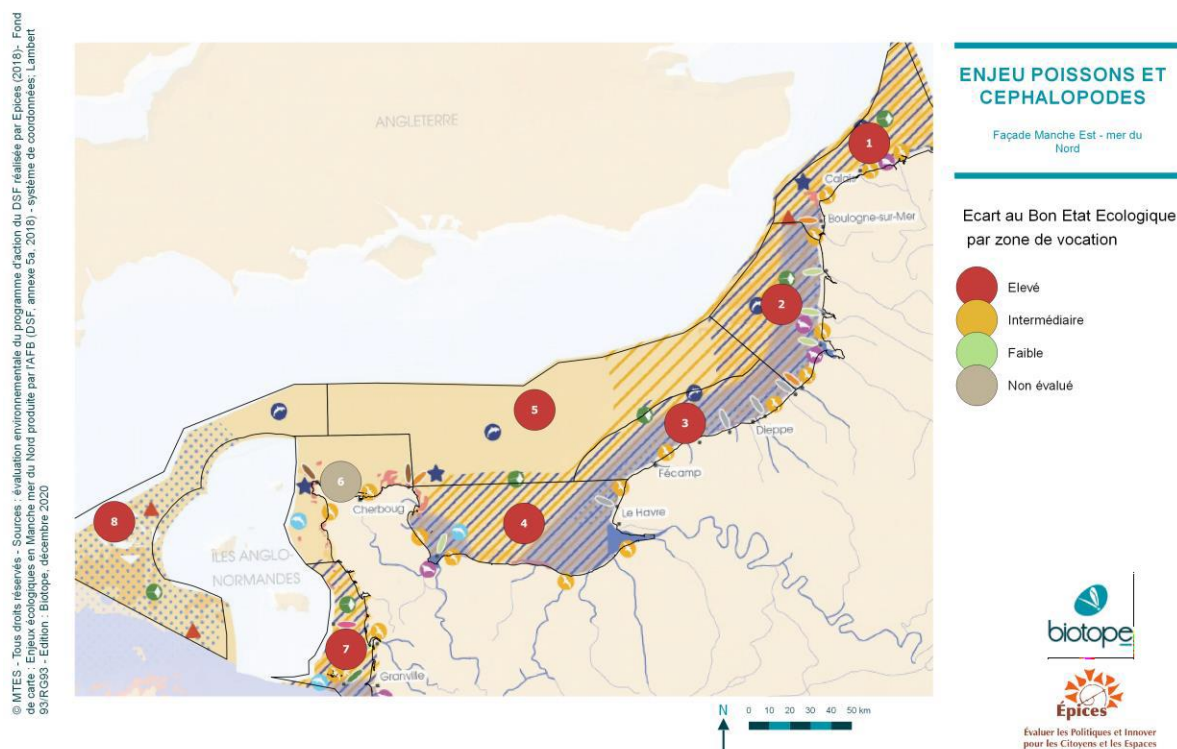 © MTES - Tous droits réservés - Sources : évaluation environnementale du programme d'action du DSF réalisée par Epices (2018)- Fond
de carte : Enjeux écologiques en Manche mer du Nord produite par l'AFB (DSF, annexe 5a, 2018) - système de coordonnées; Lambert
93/RG93 - Edition : Biotope, décembre 2020
ENJEU POISSONS ET
CEPHALOPODES
Façade Manche Est - mer du
Nord
Ecart au Bon Etat Ecologique
par zone de vocation
Elevé
Intermédiaire
Faible
Non évalué
ANGLETERRE
1
Calais
Boulogne-sur-Mer
2
5
3
Dieppe
Fécamp
6
Cherboug
Le Havre
8
4
ÎLES ANGLO-
NORMANDES
7
Granville
N
0 10 20 30 40 50 km
biotope
Épices
Évaluer les Politiques et Innover
pour les Citoyens et les Espaces